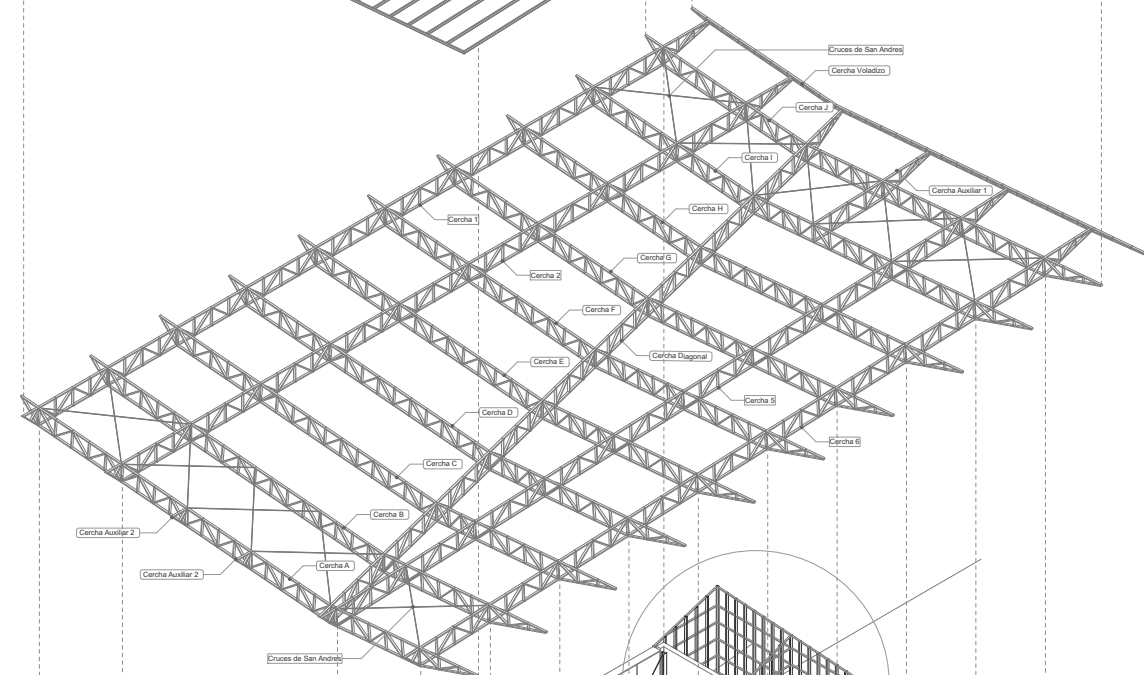 Cruces de San Andres
Cercha Voladizo
Cercha J
Cercha I
Cercha Auxiliar 1
Cercha H
Cercha 1
Cercha G
Cercha 2
Cercha F
Cercha Diagonal
Cercha E
Cercha 5
Cercha D
Cercha 6
Cercha C
Cercha B
Cercha Auxiliar 2
Cercha A
Cercha Auxiliar 2
Cruces de San Andres